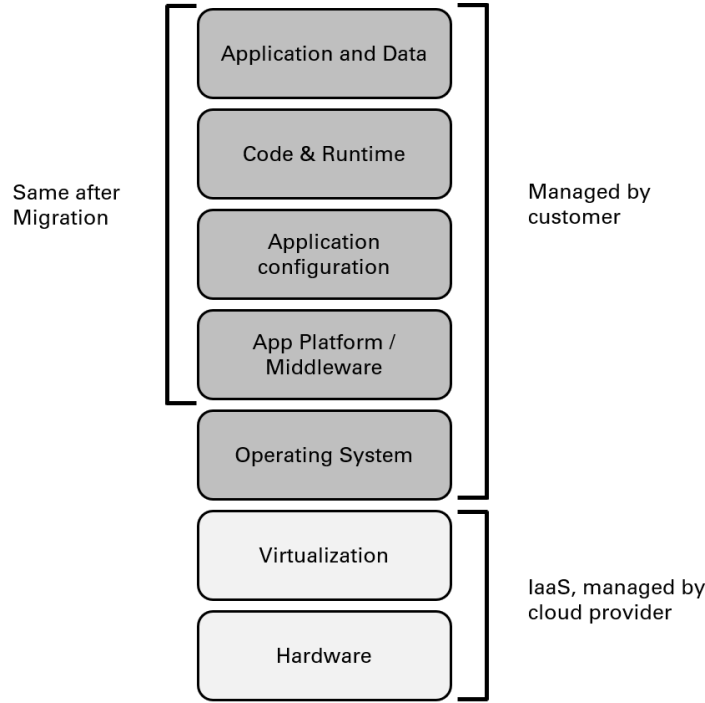 Application and Data
Code & Runtime
Application
configuration
App Platform /
Middleware
Operating System
Virtualization
Hardware
Same after
Migration
Managed by
customer
IaaS, managed by
cloud provider